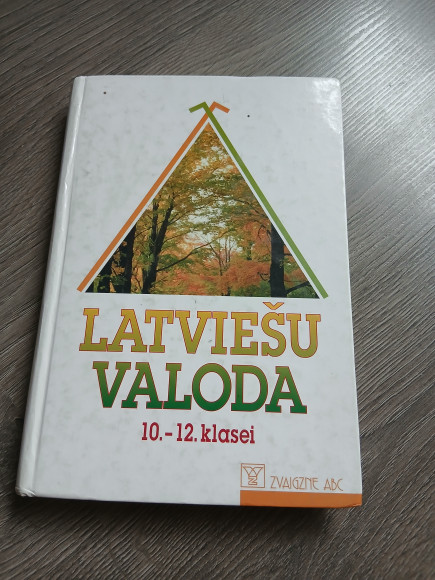 LATVIEŠU
VALODA
10.–12. klasei
ZVAIGZNE ABC